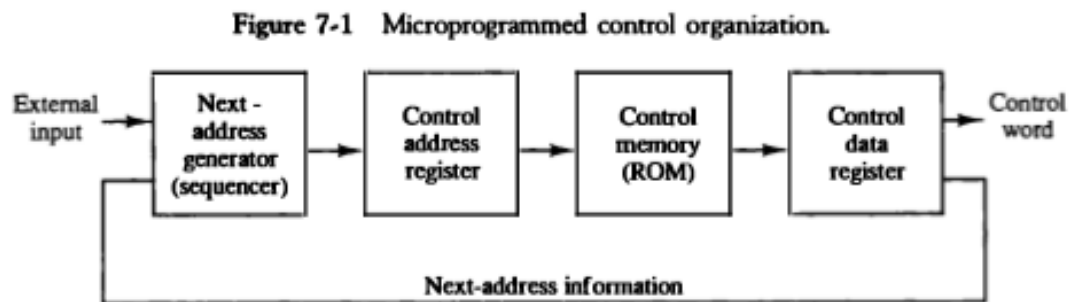 Figure 7-1 Microprogrammed control organization.
External
input
Next -
address
generator
(sequencer)
Control
address
register
Control
memory
(ROM)
Control
data
register
Control
word
Next-address information